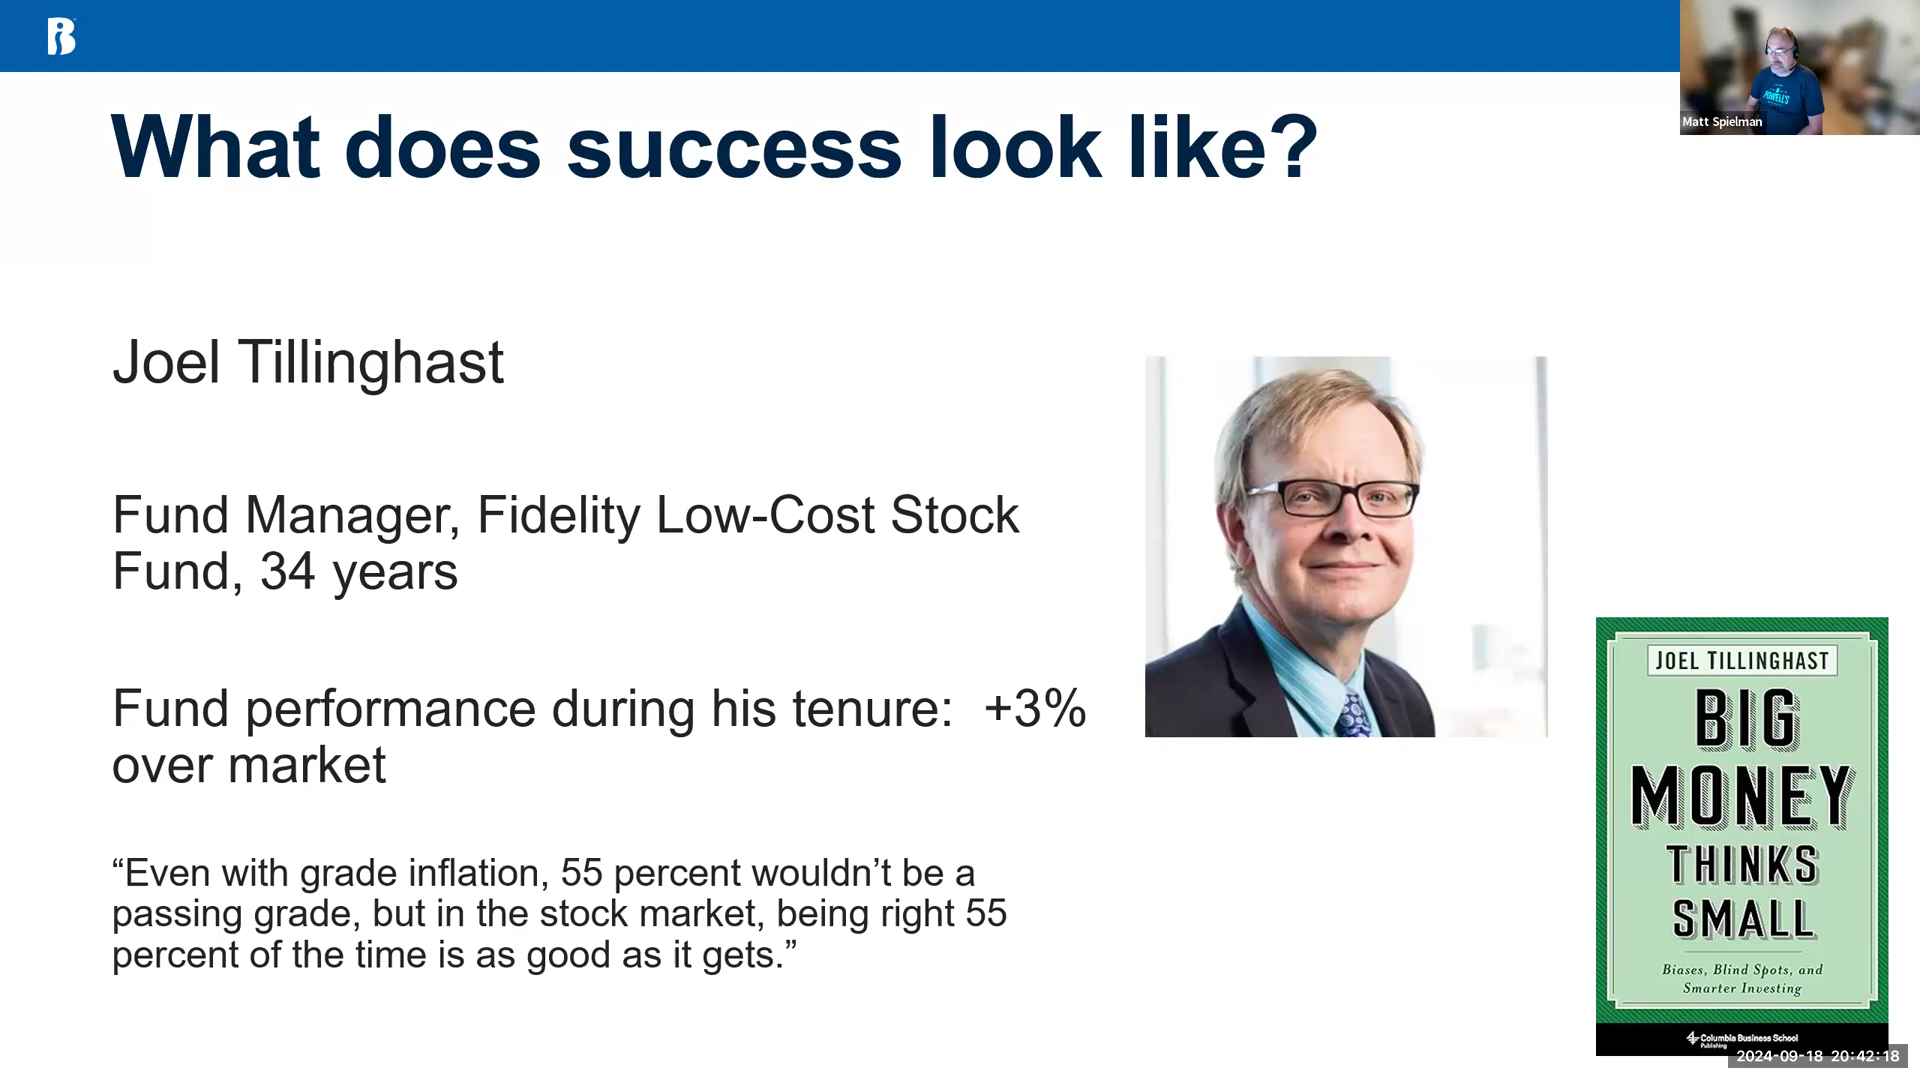 What does success look like?
Matt Spielman
POWELL'S
Joel Tillinghast
Fund Manager, Fidelity Low-Cost Stock
Fund, 34 years
Fund performance during his tenure:  +3%
over market
“Even with grade inflation, 55 percent wouldn’t be a
passing grade, but in the stock market, being right 55
percent of the time is as good as it gets.”
JOEL TILLINGHAST
BIG
MONEY
THINKS
SMALL
Biases, Blind Spots, and
Smarter Investing
Columbia Business School
Publishing
2024-09-18 20:42:18